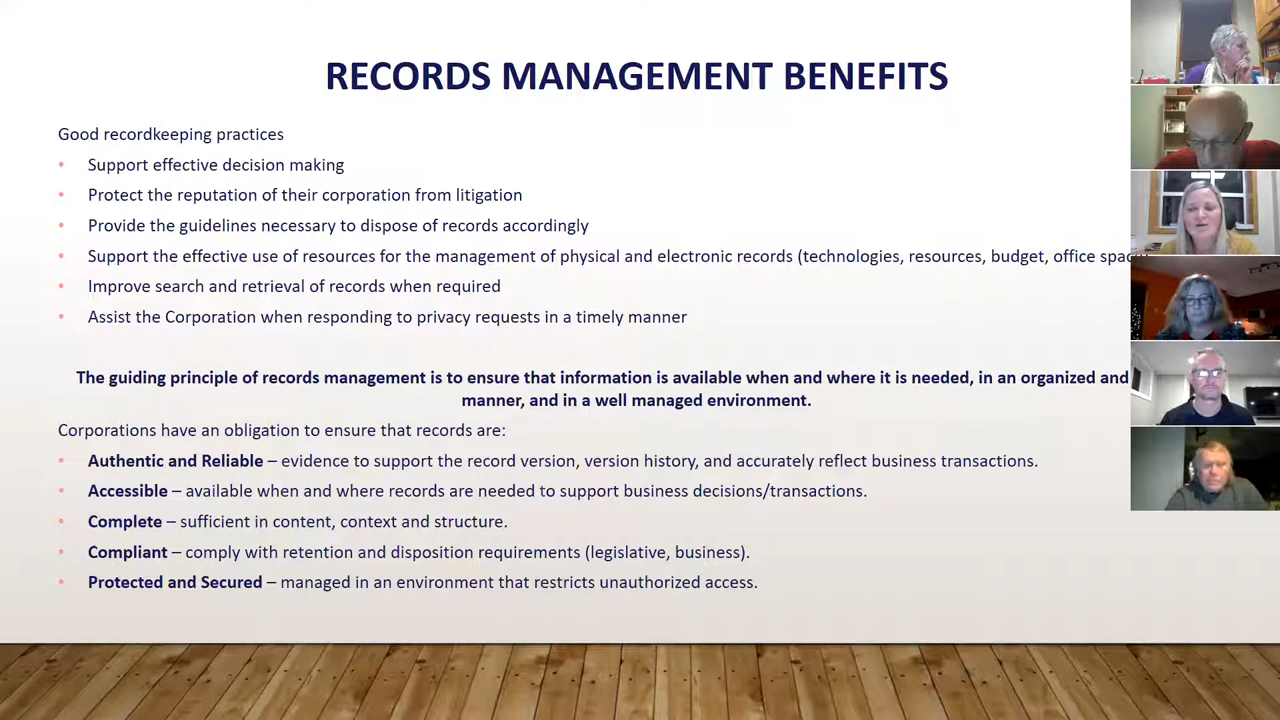 RECORDS MANAGEMENT BENEFITS
Good recordkeeping practices
• Support effective decision making
• Protect the reputation of their corporation from litigation
• Provide the guidelines necessary to dispose of records accordingly
• Support the effective use of resources for the management of physical and electronic records (technologies, resources, budget, office
• Improve search and retrieval of records when required
• Assist the Corporation when responding to privacy requests in a timely manner
The guiding principle of records management is to ensure that information is available when and where it is needed, in an organized and
manner, and in a well managed environment.
Corporations have an obligation to ensure that records are:
• Authentic and Reliable – evidence to support the record version, version history, and accurately reflect business transactions.
• Accessible – available when and where records are needed to support business decisions/transactions.
• Complete – sufficient in content, context and structure.
• Compliant – comply with retention and disposition requirements (legislative, business).
• Protected and Secured – managed in an environment that restricts unauthorized access.